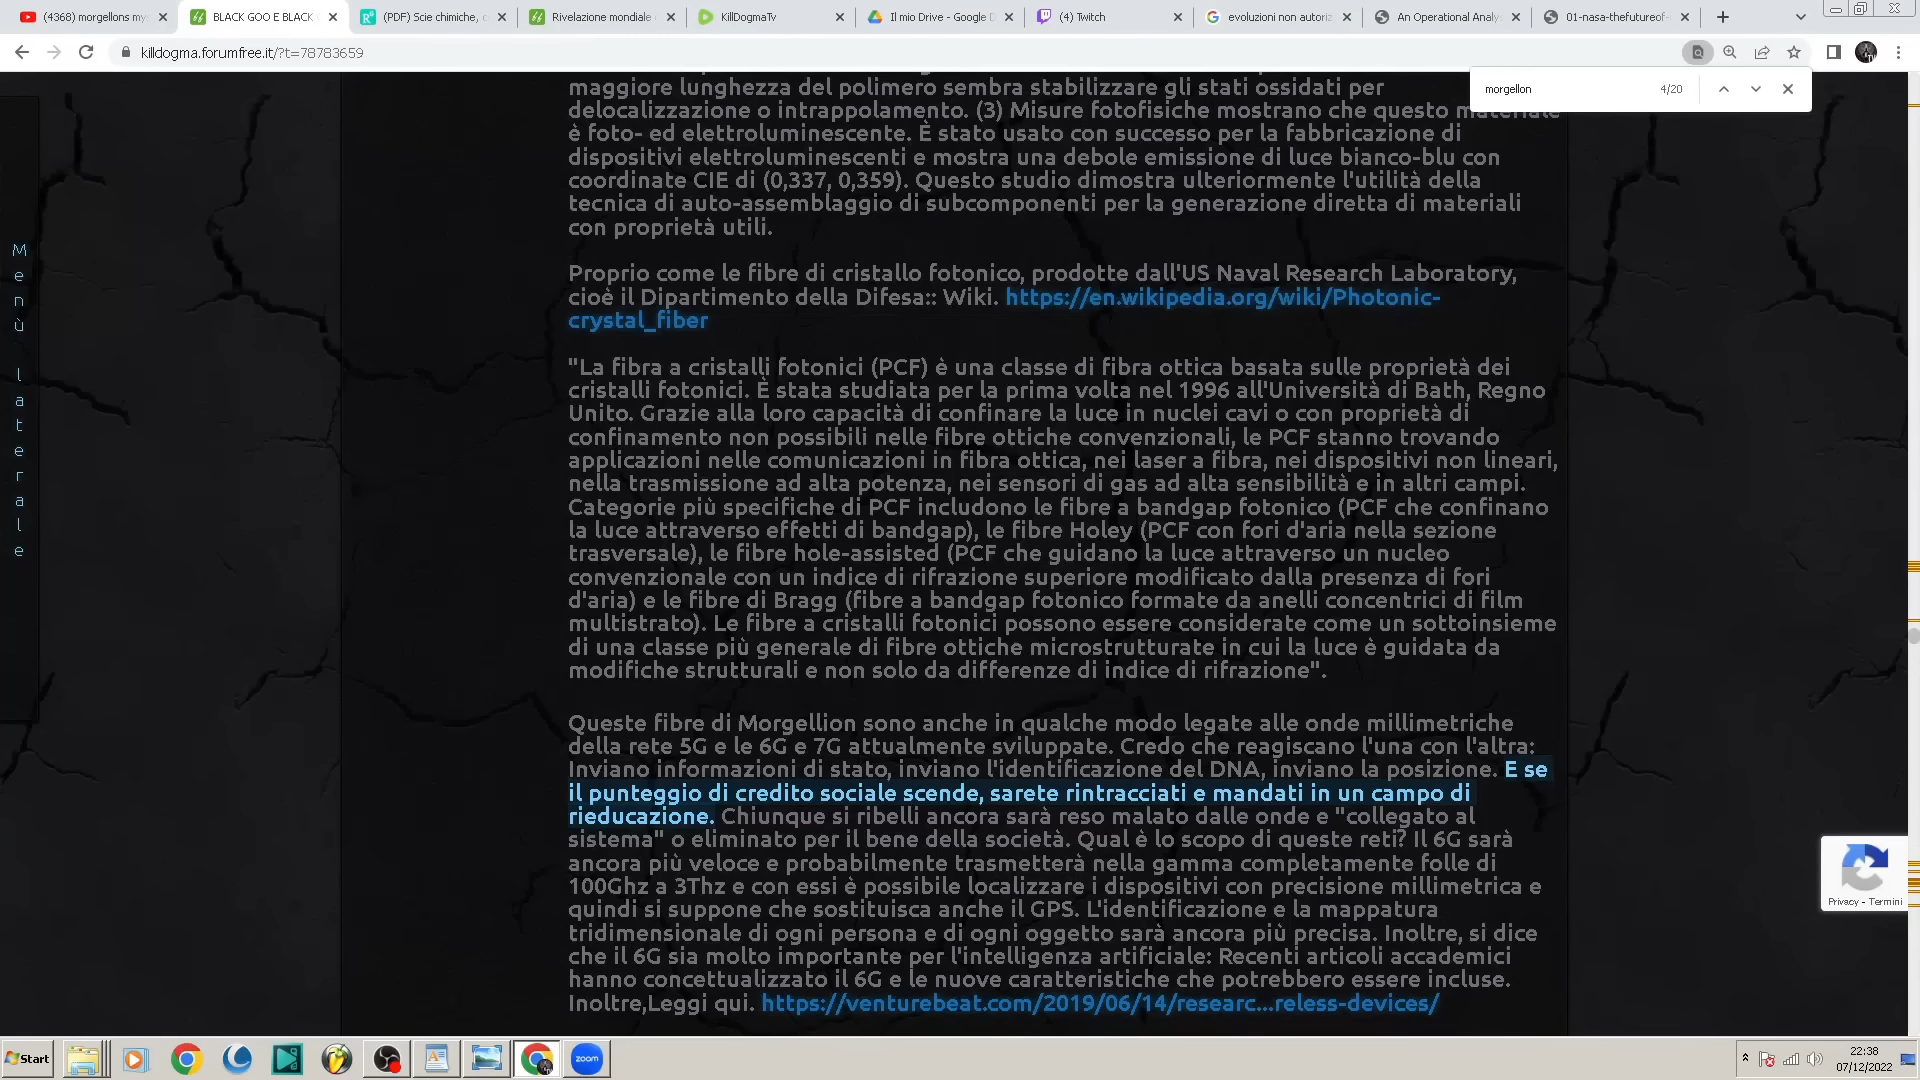 (4368) morgellons my
BLACK GOO E BLACK
(PDF) Scie chimiche,
Rivelazione mondiale
KillDogmaTv
Il mio Drive - Google D
(4) Twitch
evoluzioni non autoriz
An Operational Analy
01-nasa-thefutureof-
killdogma.forumfree.it/?t=78783659
morgellon
4/20
maggiore lunghezza del polimero sembra stabilizzare gli stati ossidati per
delocalizzazione o intrappolamento. (3) Misure fotofisiche mostrano che questo materiale
è foto- ed elettroluminescente. È stato usato con successo per la fabbricazione di
dispositivi elettroluminescenti e mostra una debole emissione di luce bianco-blu con
coordinate CIE di (0,337, 0,359). Questo studio dimostra ulteriormente l'utilità della
tecnica di auto-assemblaggio di subcomponenti per la generazione diretta di materiali
con proprietà utili.
Proprio come le fibre di cristallo fotonico, prodotte dall'US Naval Research Laboratory,
cioè il Dipartimento della Difesa:: Wiki. https://en.wikipedia.org/wiki/Photonic-
crystal_fiber
"La fibra a cristalli fotonici (PCF) è una classe di fibra ottica basata sulle proprietà dei
cristalli fotonici. È stata studiata per la prima volta nel 1996 all'Università di Bath, Regno
Unito. Grazie alla loro capacità di confinare la luce in nuclei cavi o con proprietà di
confinamento non possibili nelle fibre ottiche convenzionali, le PCF stanno trovando
applicazioni nelle comunicazioni in fibra ottica, nei laser a fibra, nei dispositivi non lineari,
nella trasmissione ad alta potenza, nei sensori di gas ad alta sensibilità e in altri campi.
Categorie più specifiche di PCF includono le fibre a bandgap fotonico (PCF che confinano
la luce attraverso effetti di bandgap), le fibre Holey (PCF con fori d'aria nella sezione
trasversale), le fibre hole-assisted (PCF che guidano la luce attraverso un nucleo
convenzionale con un indice di rifrazione superiore modificato dalla presenza di fori
d'aria) e le fibre di Bragg (fibre a bandgap fotonico formate da anelli concentrici di film
multistrato). Le fibre a cristalli fotonici possono essere considerate come un sottoinsieme
di una classe più generale di fibre ottiche microstrutturate in cui la luce è guidata da
modifiche strutturali e non solo da differenze di indice di rifrazione".
Queste fibre di Morgellion sono anche in qualche modo legate alle onde millimetriche
della rete 5G e le 6G e 7G attualmente sviluppate. Credo che reagiscano l'una con l'altra:
Inviano informazioni di stato, inviano l'identificazione del DNA, inviano la posizione. E se
il punteggio di credito sociale scende, sarete rintracciati e mandati in un campo di
rieducazione. Chiunque si ribelli ancora sarà reso malato dalle onde e "collegato al
sistema" o eliminato per il bene della società. Qual è lo scopo di queste reti? Il 6G sarà
ancora più veloce e probabilmente trasmetterà nella gamma completamente folle di
100Ghz a 3Thz e con essi è possibile localizzare i dispositivi con precisione millimetrica e
quindi si suppone che sostituisca anche il GPS. L'identificazione e la mappatura
tridimensionale di ogni persona e di ogni oggetto sarà ancora più precisa. Inoltre, si dice
che il 6G sia molto importante per l'intelligenza artificiale: Recenti articoli accademici
hanno concettualizzato il 6G e le nuove caratteristiche che potrebbero essere incluse.
Inoltre,Leggi qui. https://venturebeat.com/2019/06/14/researc...reless-devices/
Menù laterale
Privacy - Termini
Start
zoom
22:38
07/12/2022